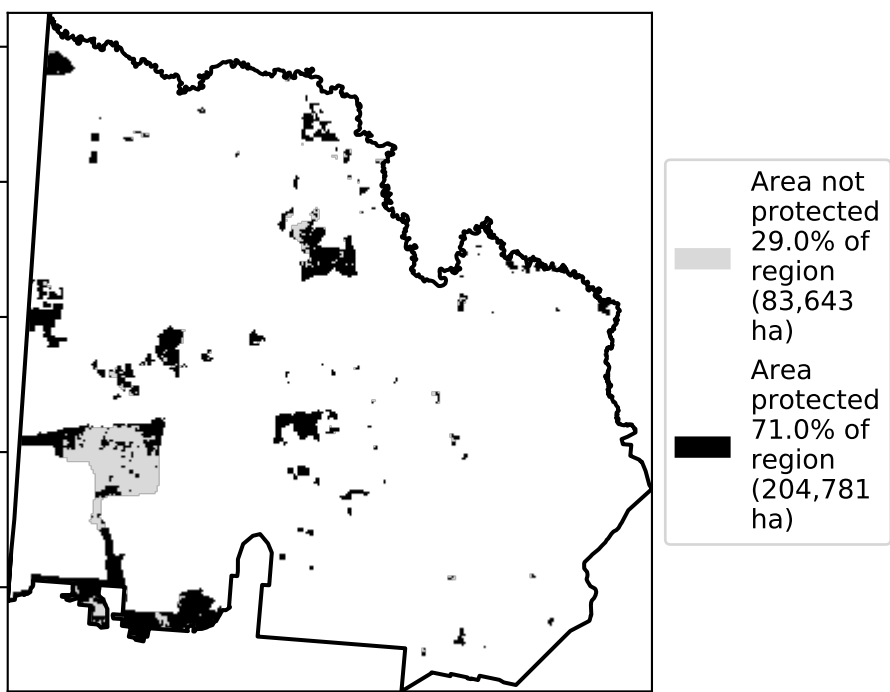 Area not
protected
29.0% of
region
(83,643
ha)
Area
protected
71.0% of
region
(204,781
ha)